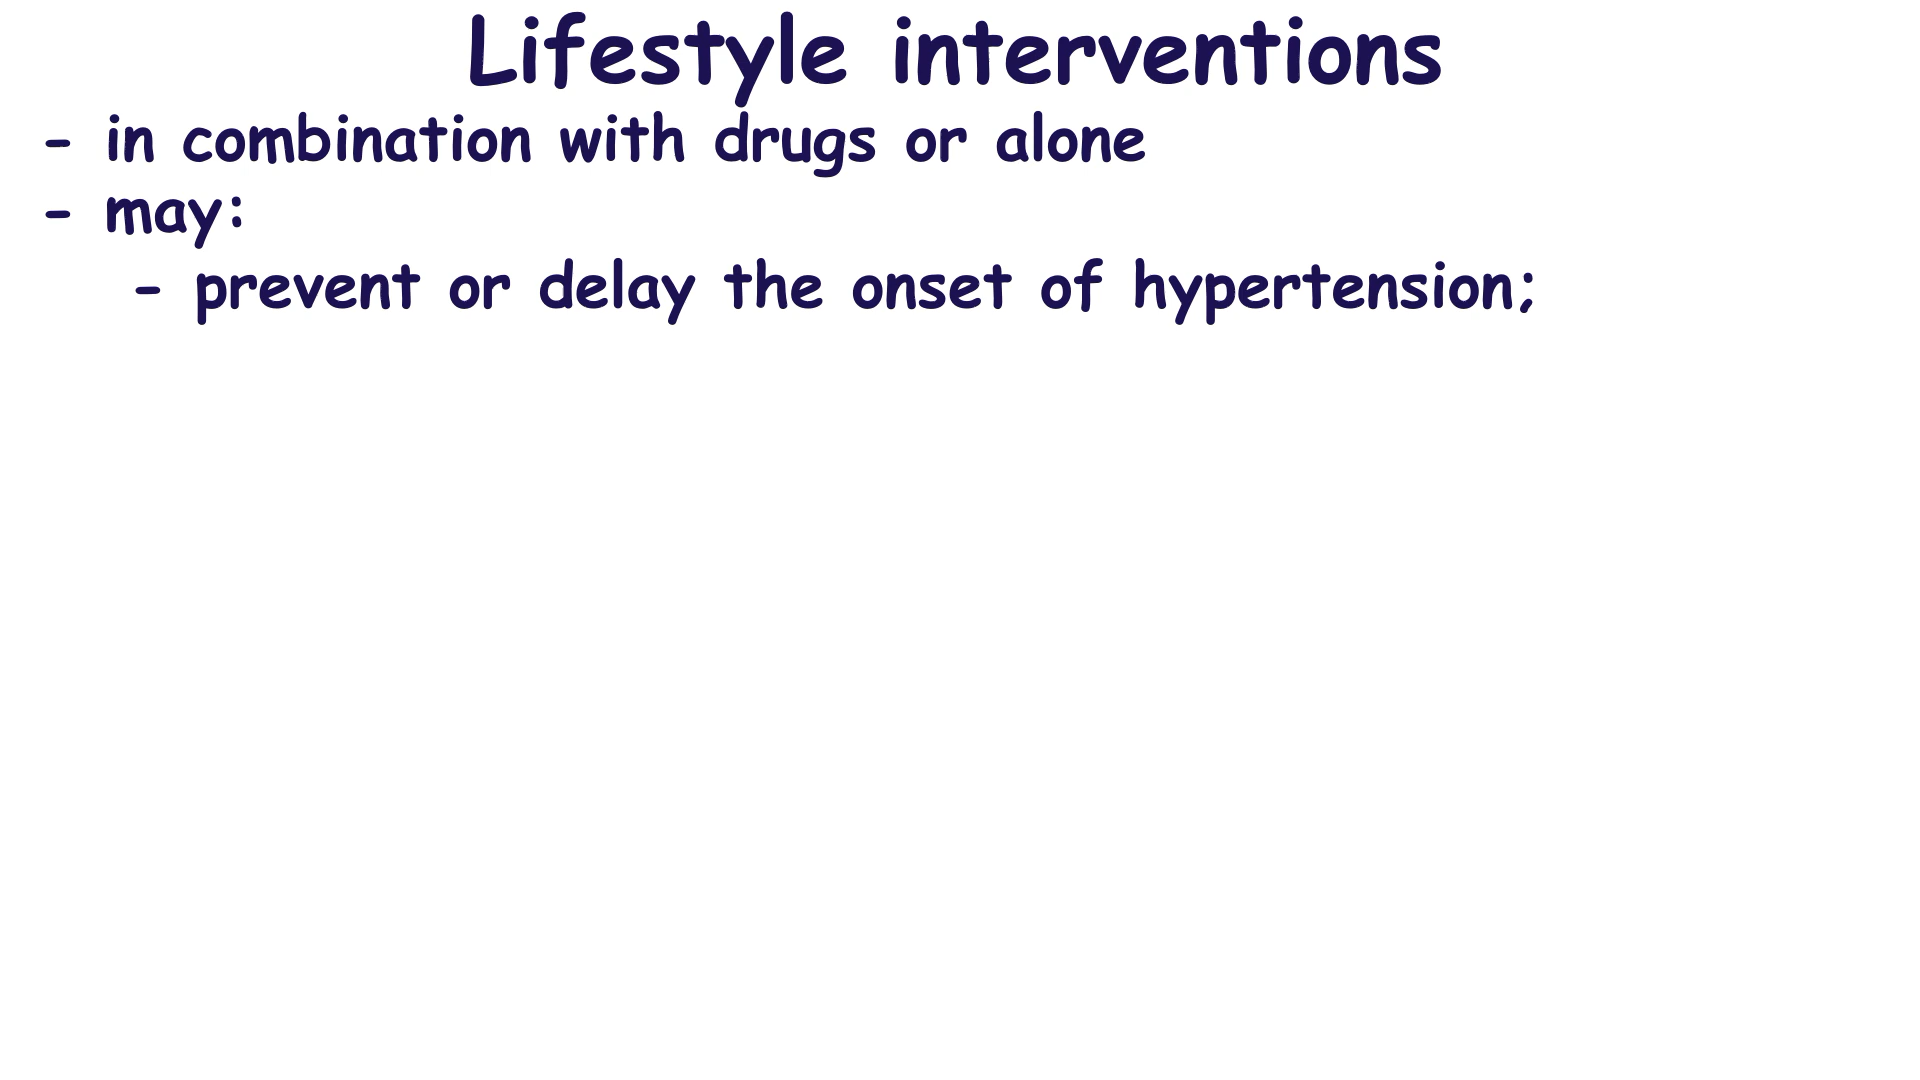 Lifestyle interventions
- in combination with drugs or alone
- may:
- prevent or delay the onset of hypertension;